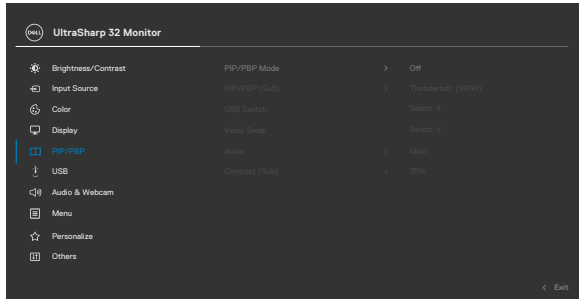 DELL UltraSharp 32 Monitor
Brightness/Contrast PIP/PBP Mode > Off
Input Source PIP/PBP (Sub) > Thunderbolt (140W)
Color USB Switch Select √
Display Video Swap Select √
PIP/PBP Audio > Main
USB Contrast (Sub) > 75%
Audio & Webcam
Menu
Personalize
Others
< Exit